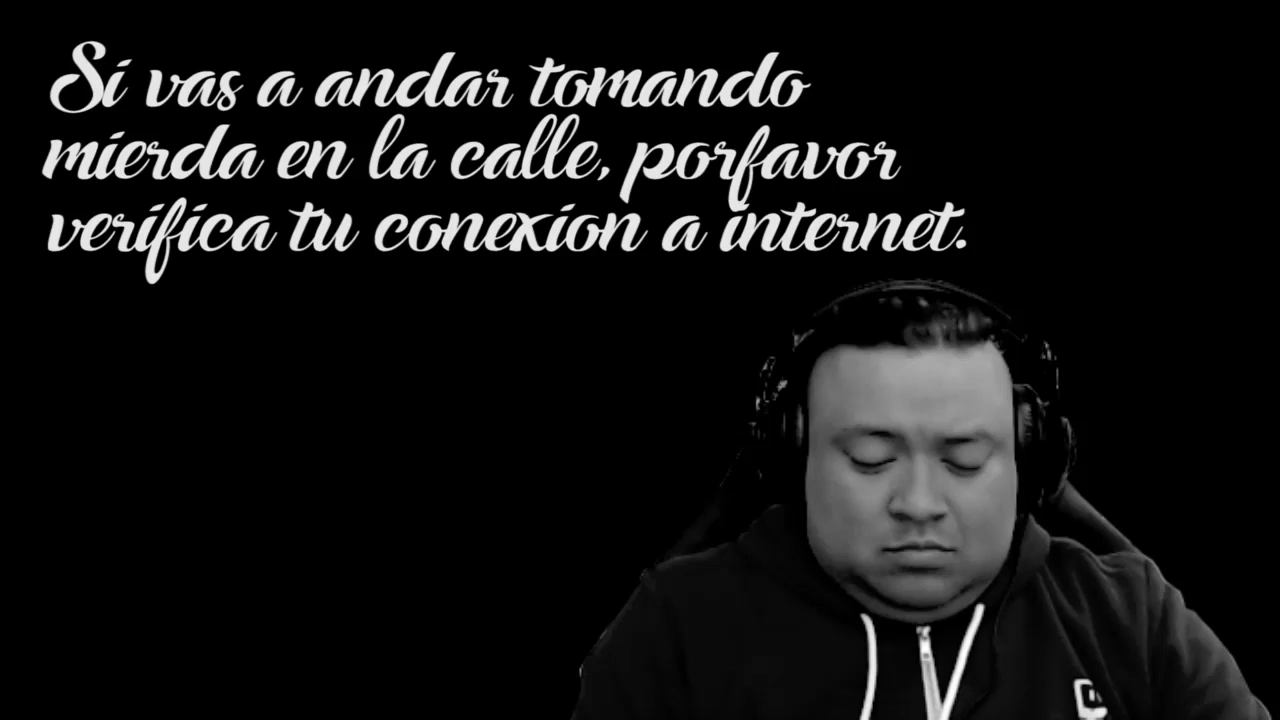 Si vas a andar tomando
mierda en la calle, porfavor
verifica tu conexion a internet.